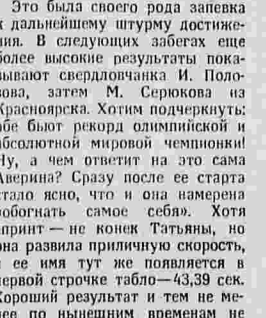 Это была своего рода запевка
к дальнейшему штурму достиже-
ния. В следующих забегах еще
более высокие результаты пока-
зывают свердловчанка И. Поло-
зова, затем М. Серюкова из
Красноярска. Хотим подчеркнуть:
обе бьют рекорд олимпийской и
абсолютной мировой чемпионки!
Ну, а чем ответит на это сама
Аверина? Сразу после ее старта
стало ясно, что и она намерена
«обогнать самое себя». Хотя
спринт — не конек Татьяны, но
она развила приличную скорость,
и ее имя тут же появляется в
первой строчке табло—43,39 сек.
Хороший результат и тем не ме-
нее по нынешним временам не